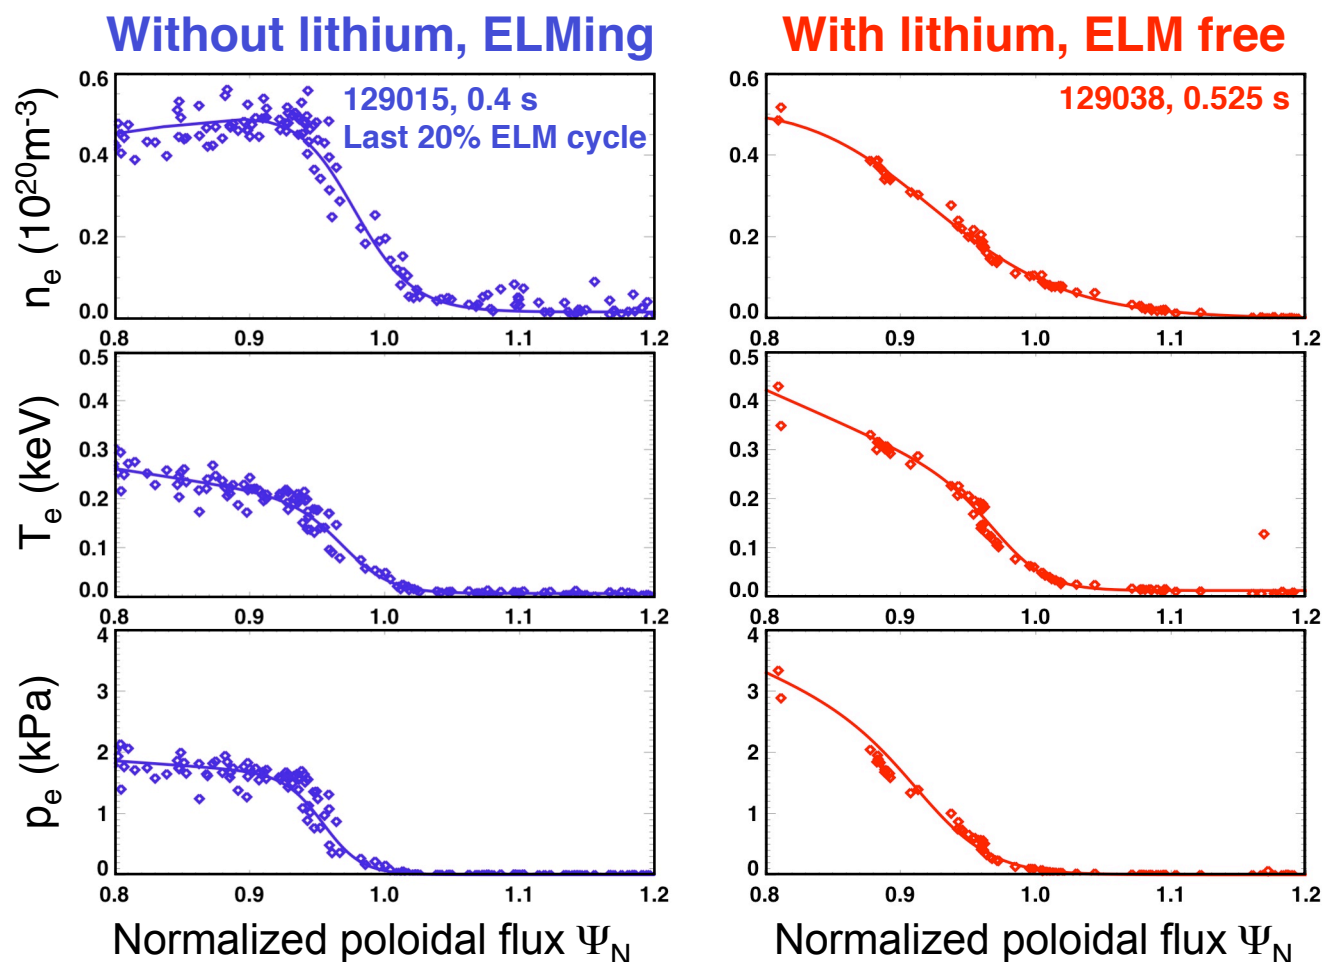 Without lithium, ELMing
With lithium, ELM free
n_e (10^20 m^-3)
0.6
0.4
0.2
0.0
129015, 0.4 s
Last 20% ELM cycle
0.8 0.9 1.0 1.1 1.2
0.6
0.4
0.2
0.0
129038, 0.525 s
0.8 0.9 1.0 1.1 1.2
T_e (keV)
0.5
0.4
0.3
0.2
0.1
0.0
0.8 0.9 1.0 1.1 1.2
0.5
0.4
0.3
0.2
0.1
0.0
0.8 0.9 1.0 1.1 1.2
p_e (kPa)
4
3
2
1
0
0.8 0.9 1.0 1.1 1.2
4
3
2
1
0
0.8 0.9 1.0 1.1 1.2
Normalized poloidal flux Ψ_N
Normalized poloidal flux Ψ_N